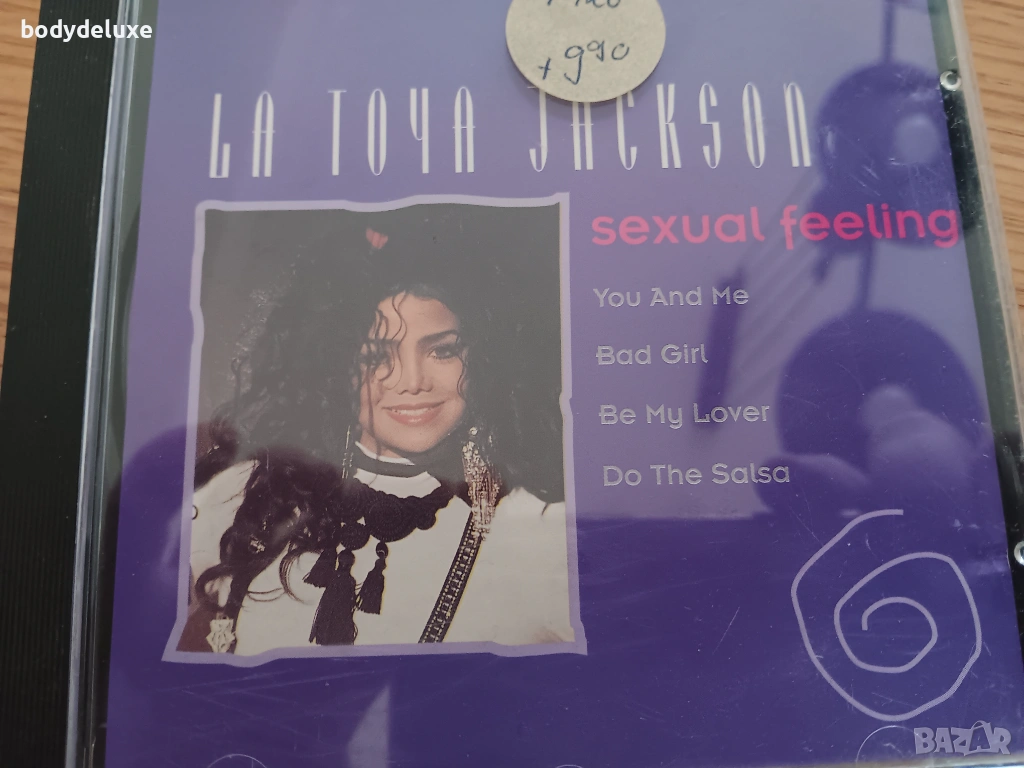 bodydeluxe
+990
LA TOYA JACKSON
sexual feeling
You And Me
Bad Girl
Be My Lover
Do The Salsa
BAZAR